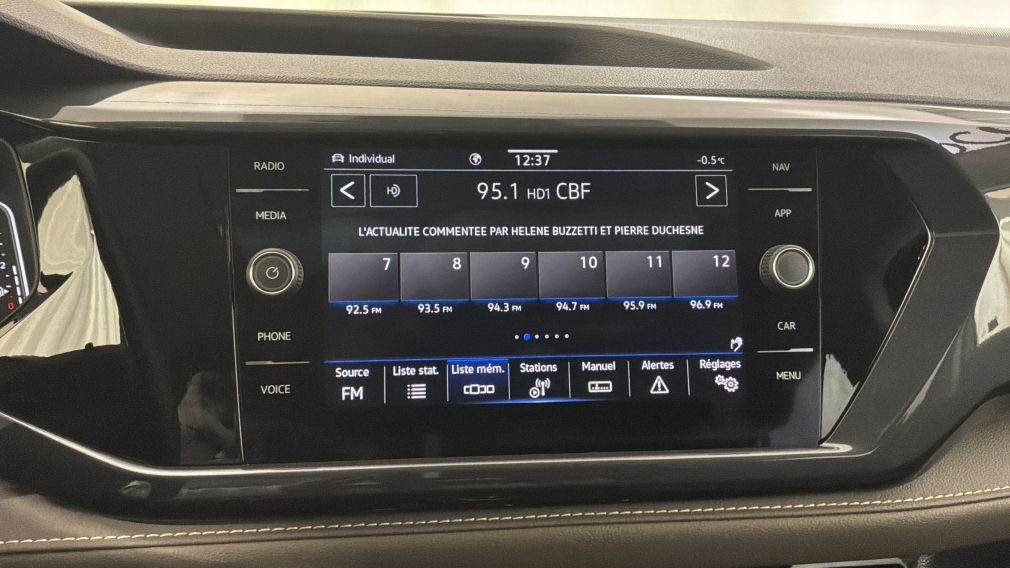 RADIO
MEDIA
PHONE
VOICE
NAV
APP
CAR
MENU
Individual
12:37
-0.5°C
HD
95.1 HD1 CBF
L'ACTUALITE COMMENTEE PAR HELENE BUZZETTI ET PIERRE DUCHESNE
7 8 9 10 11 12
92.5 FM 93.5 FM 94.3 FM 94.7 FM 95.9 FM 96.9 FM
Source Liste stat. Liste mém. Stations Manuel Alertes Réglages
FM
2
0